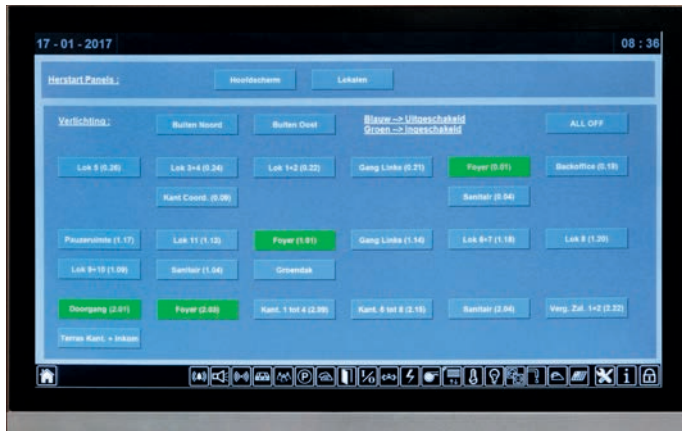 17 - 01 - 2017 08 : 36
Herstart Panels : Hoofdscherm Lokalen
Verlichting : Buiten Noord Buiten Oost Blauw --> Uitgeschakeld ALL OFF
Groen --> Ingeschakeld
Lok 5 (0.26) Lok 3+4 (0.24) Lok 1+2 (0.22) Gang Links (0.21) Foyer (0.01) Backoffice (0.19)
Kant Coord. (0.09) Sanitair (0.04)
Pauzeruimte (1.17) Lok 11 (1.13) Foyer (1.01) Gang Links (1.14) Lok 6+7 (1.18) Lok 8 (1.20)
Lok 9+10 (1.09) Sanitair (1.04) Groendak
Doorgang (2.01) Foyer (2.03) Kant. 1 tot 4 (2.09) Kant. 6 tot 8 (2.15) Sanitair (2.04) Verg. Zal. 1+2 (2.22)
Terras Kant. + Inkom
P 1/0 i